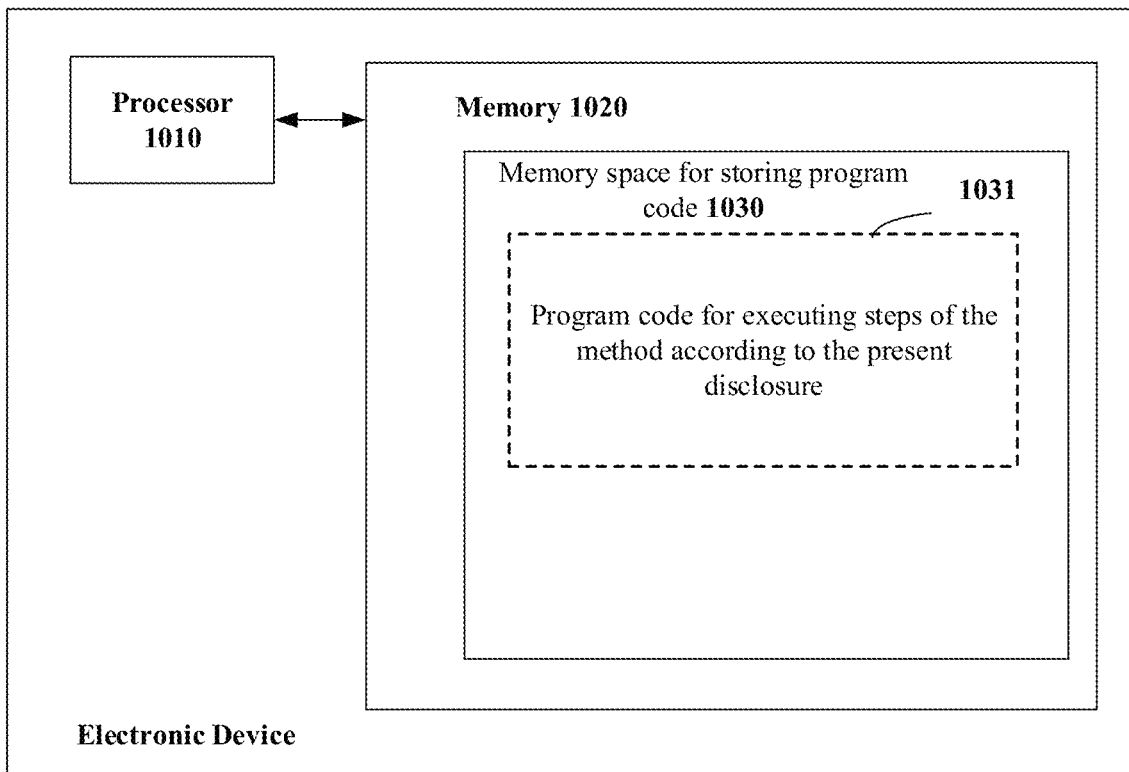 Processor
1010
Memory 1020
Memory space for storing program
code 1030
1031
Program code for executing steps of the
method according to the present
disclosure
Electronic Device